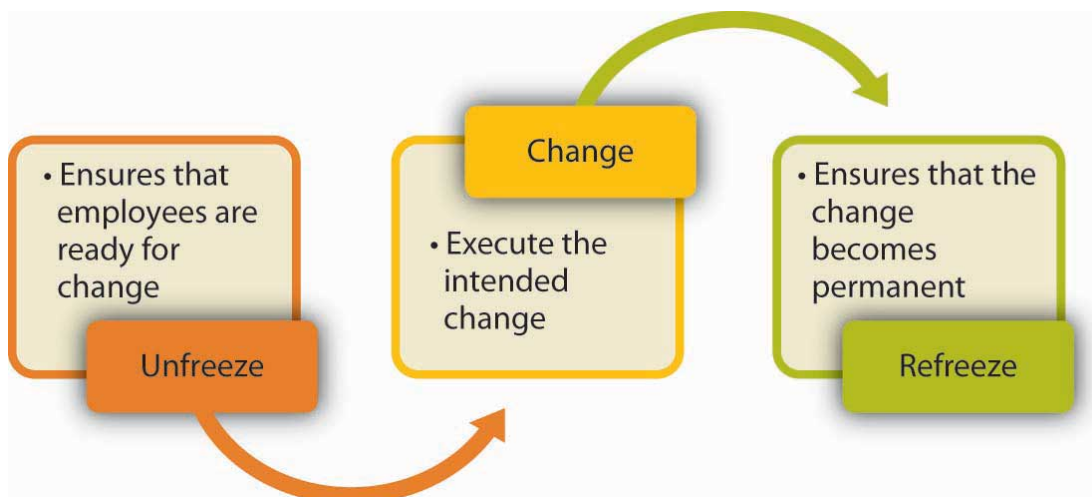 • Ensures that
employees are
ready for
change
Unfreeze
Change
• Execute the
intended
change
• Ensures that the
change
becomes
permanent
Refreeze